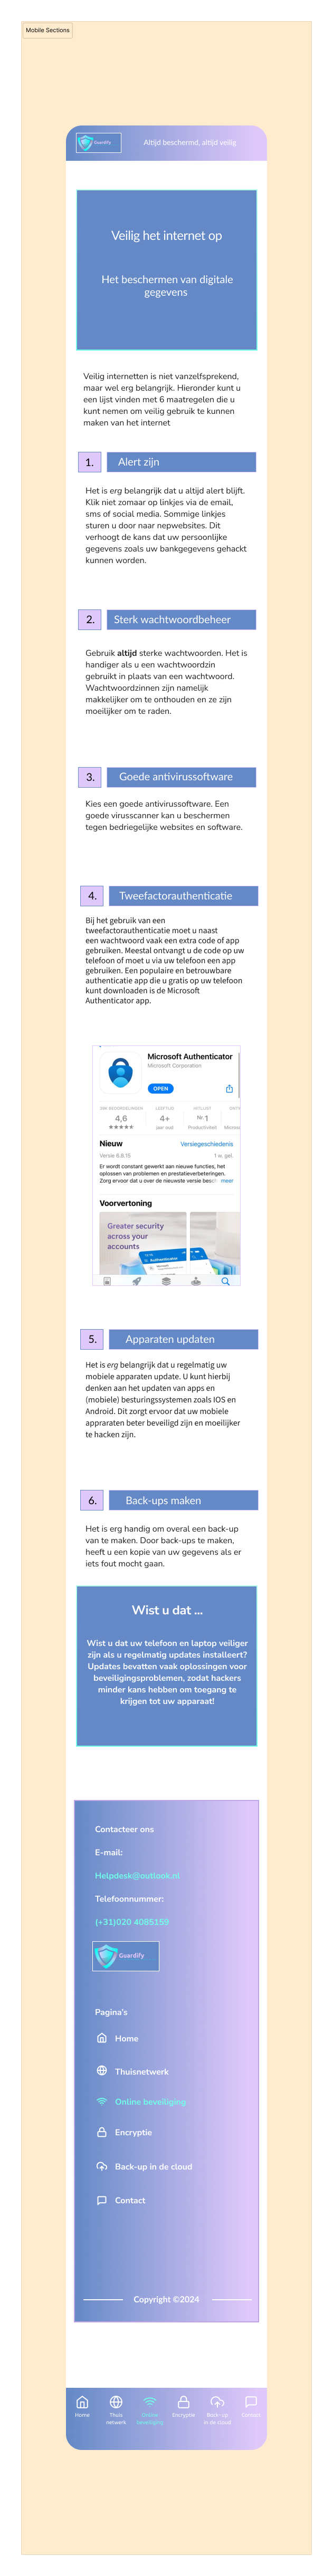 Mobile Sections
Guardify
Altijd beschermd, altijd veilig
Veilig het internet op
Het beschermen van digitale
gegevens
Veilig internetten is niet vanzelfsprekend,
maar wel erg belangrijk. Hieronder kunt u
een lijst vinden met 6 maatregelen die u
kunt nemen om veilig gebruik te kunnen
maken van het internet
1.
Alert zijn
Het is erg belangrijk dat u altijd alert blijft.
Klik niet zomaar op linkjes via de email,
sms of social media. Sommige linkjes
sturen u door naar nepwebsites. Dit
verhoogt de kans dat uw persoonlijke
gegevens zoals uw bankgegevens gehackt
kunnen worden.
2.
Sterk wachtwoordbeheer
Gebruik altijd sterke wachtwoorden. Het is
handiger als u een wachtwoordzin
gebruikt in plaats van een wachtwoord.
Wachtwoordzinnen zijn namelijk
makkelijker om te onthouden en ze zijn
moeilijker om te raden.
3.
Goede antivirussoftware
Kies een goede antivirussoftware. Een
goede virusscanner kan u beschermen
tegen bedriegelijke websites en software.
4.
Tweefactorauthenticatie
Bij het gebruik van een
tweefactorauthenticatie moet u naast
een wachtwoord vaak een extra code of app
gebruiken. Meestal ontvangt u de code op uw
telefoon of moet u via uw telefoon een app
gebruiken. Een populaire en betrouwbare
authenticatie app die u gratis op uw telefoon
kunt downloaden is de Microsoft
Authenticator app.
Microsoft Authenticator
Microsoft Corporation
OPEN
LEEFTIJD
4,6
4+
Nr. 1
★★★★★
jaar oud
Productiviteit
Nieuw
Versiegeschiedenis
Versie 6.8.15
1 w. gel.
Er wordt constant gewerkt aan nieuwe functies, het
oplossen van problemen en prestatieverbeteringen.
Zorg ervoor dat u over de nieuwste versie besch
meer
Voorvertoning
Greater security
across your
accounts
Authenticator
5.
Apparaten updaten
Het is erg belangrijk dat u regelmatig uw
mobiele apparaten update. U kunt hierbij
denken aan het updaten van apps en
(mobiele) besturingssystemen zoals IOS en
Android. Dit zorgt ervoor dat uw mobiele
appraraten beter beveiligd zijn en moeilijker
te hacken zijn.
6.
Back-ups maken
Het is erg handig om overal een back-up
van te maken. Door back-ups te maken,
heeft u een kopie van uw gegevens als er
iets fout mocht gaan.
Wist u dat ...
Wist u dat uw telefoon en laptop veiliger
zijn als u regelmatig updates installeert?
Updates bevatten vaak oplossingen voor
beveiligingsproblemen, zodat hackers
minder kans hebben om toegang te
krijgen tot uw apparaat!
Contacteer ons
E-mail:
Helpdesk@outlook.nl
Telefoonnummer:
(+31)020 4085159
Guardify
Pagina's
Home
Thuisnetwerk
Online beveiliging
Encryptie
Back-up in de cloud
Contact
Copyright ©2024
Home
Thuis
netwerk
Online
beveiliging
Encryptie
Back-up
in de cloud
Contact